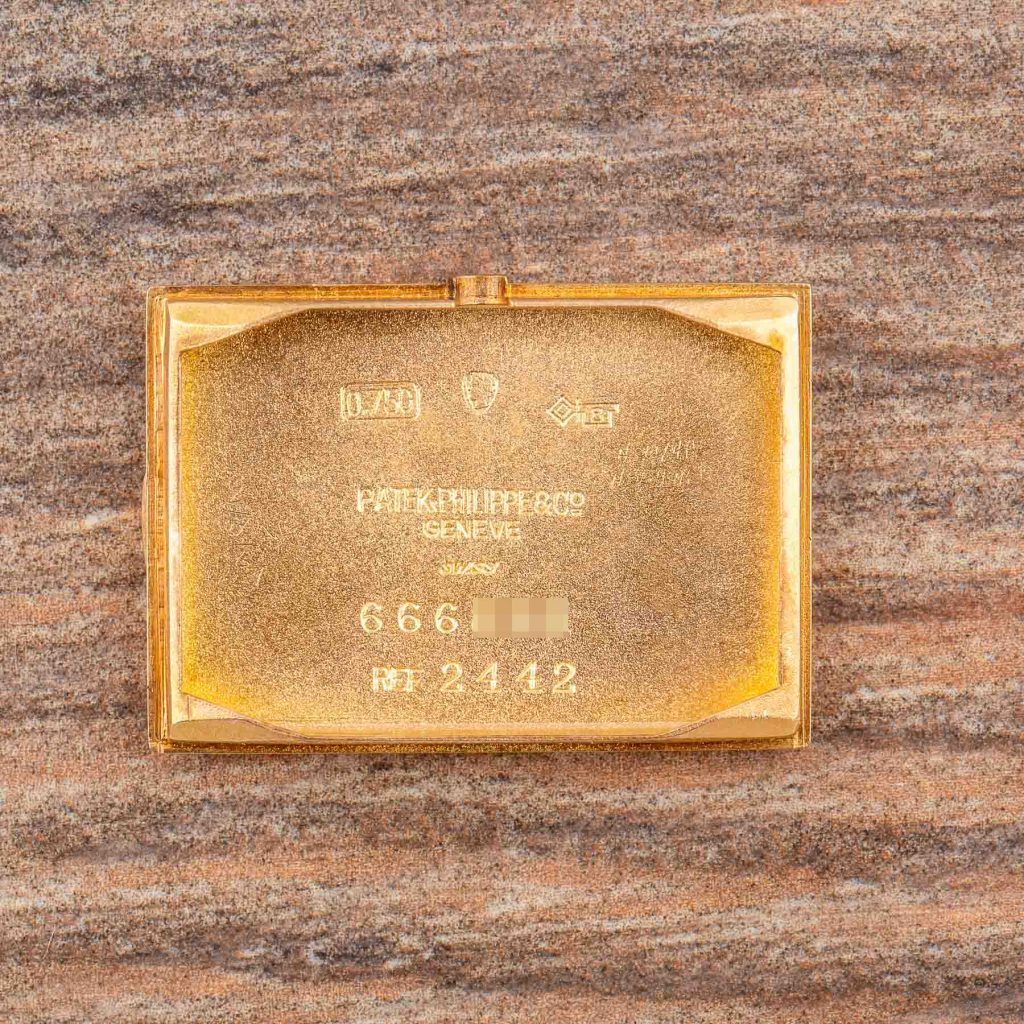 0.750
PATEK PHILIPPE & Cº
GENEVE
SWISS
666
REF 2442